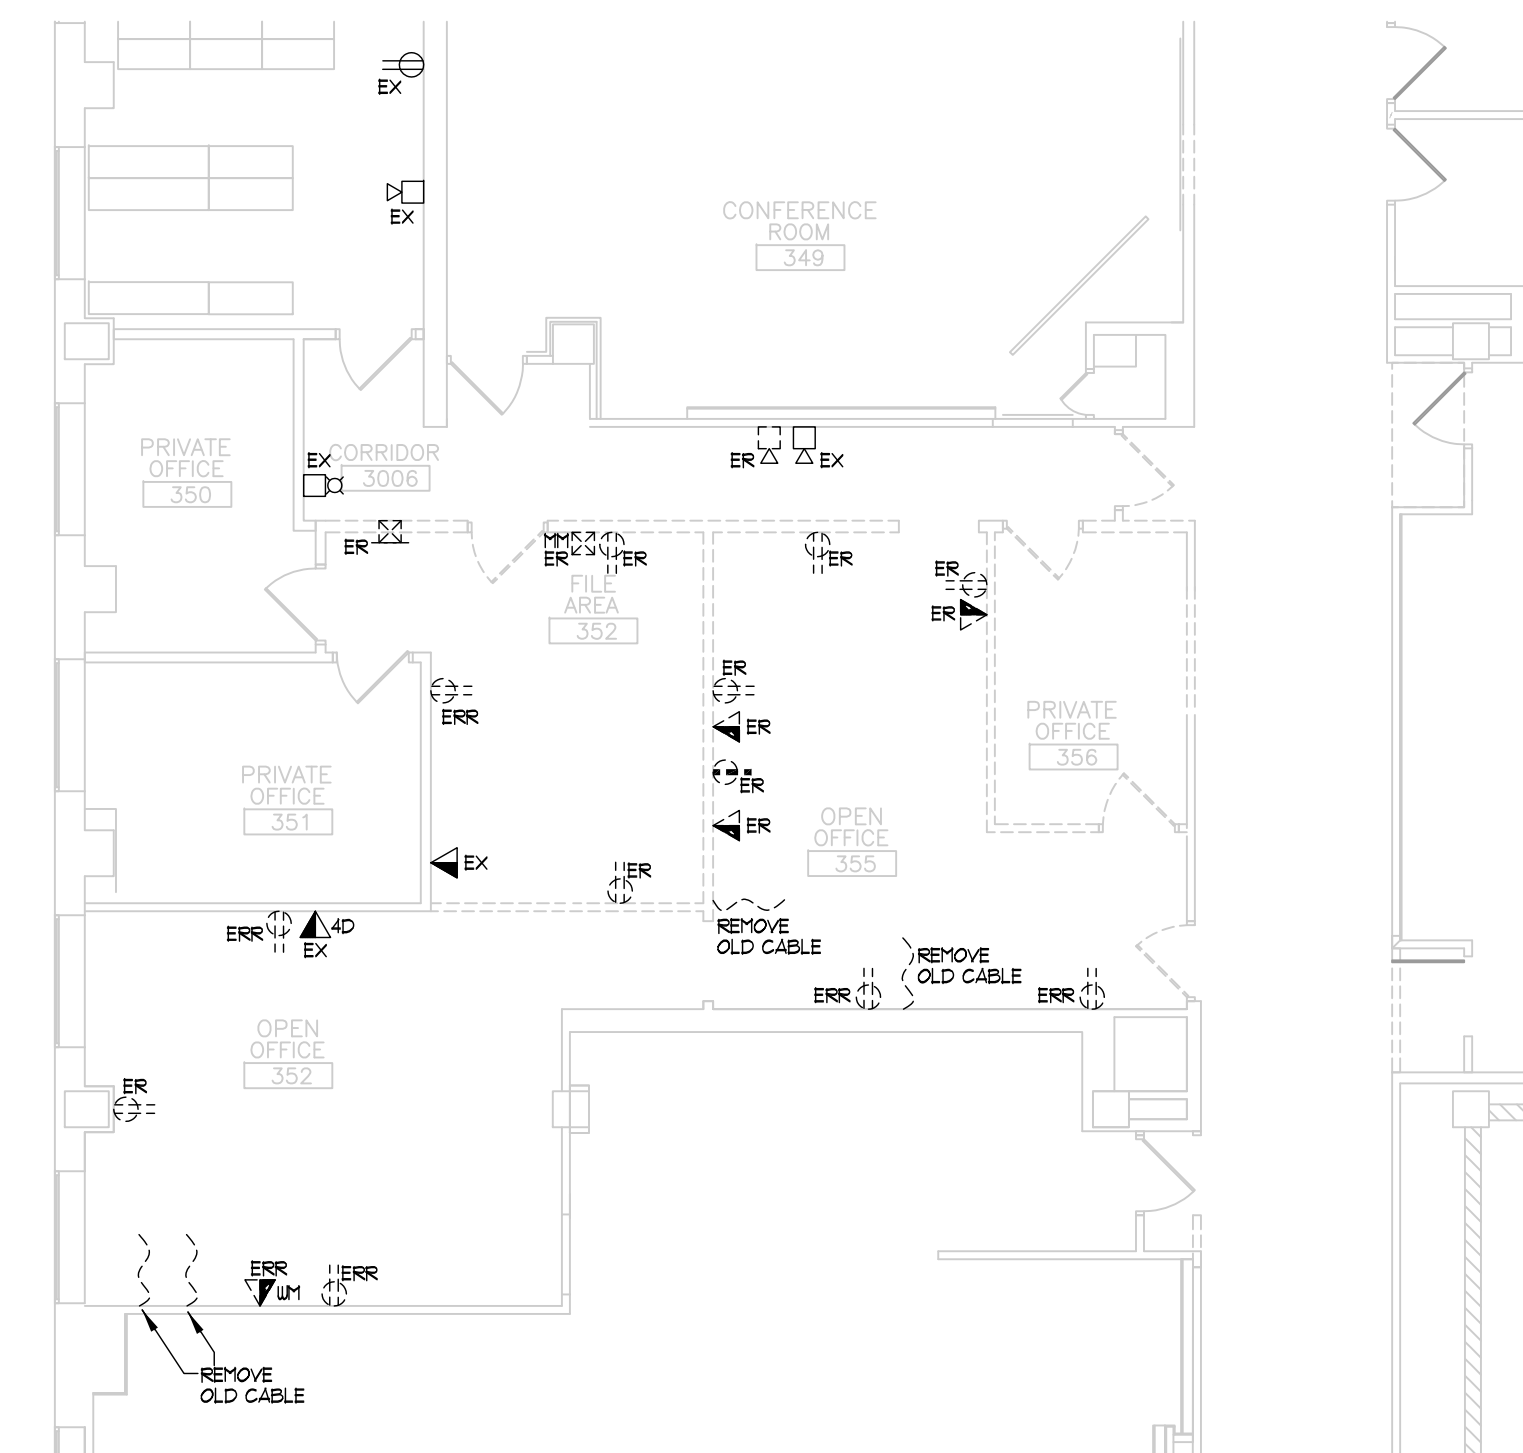 EX
EX
CONFERENCE
ROOM
349
PRIVATE
OFFICE
350
EX
CORRIDOR
3006
ER
EX
ER
MM
ER
ER
ER
FILE
AREA
352
ER
ER
ER
ERR
ER
ER
ER
PRIVATE
OFFICE
356
PRIVATE
OFFICE
351
OPEN
OFFICE
355
EX
ER
ERR
4D
EX
REMOVE
OLD CABLE
REMOVE
OLD CABLE
ERR
ERR
OPEN
OFFICE
352
ER
ERR
WM
ERR
REMOVE
OLD CABLE